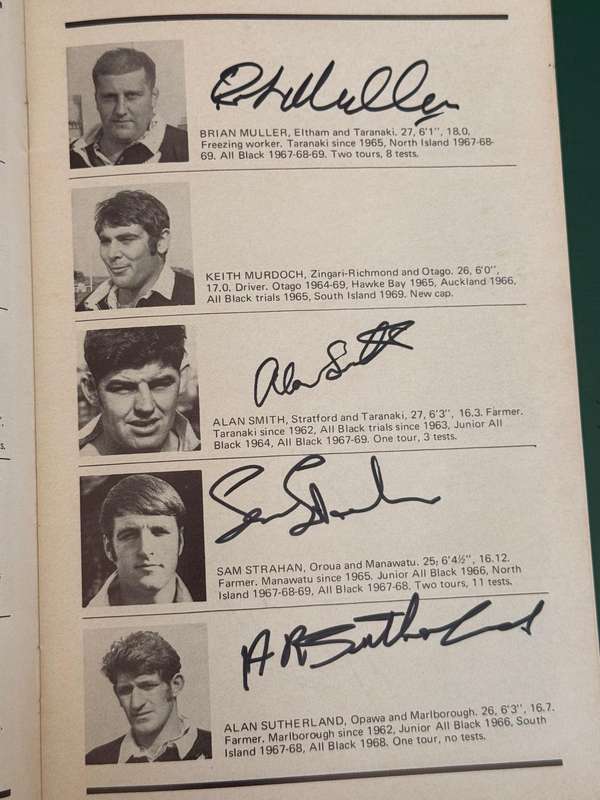 B L Muller
BRIAN MULLER, Eltham and Taranaki. 27, 6'1", 18.0,
Freezing worker. Taranaki since 1965, North Island 1967-68-
69. All Black 1967-68-69. Two tours, 8 tests.
KEITH MURDOCH, Zingari-Richmond and Otago. 26, 6'0",
17.0. Driver. Otago 1964-69, Hawke Bay 1965, Auckland 1966,
All Black trials 1965, South Island 1969. New cap.
Alan Smith
ALAN SMITH, Stratford and Taranaki, 27, 6'3", 16.3. Farmer.
Taranaki since 1962, All Black trials since 1963, Junior All
Black 1964, All Black 1967-69. One tour, 3 tests.
Sam Strahan
SAM STRAHAN, Oroua and Manawatu. 25, 6'4½", 16.12.
Farmer. Manawatu since 1965. Junior All Black 1966, North
Island 1967-68-69, All Black 1967-68. Two tours, 11 tests.
A R Sutherland
ALAN SUTHERLAND, Opawa and Marlborough. 26, 6'3", 16.7.
Farmer. Marlborough since 1962, Junior All Black 1966, South
Island 1967-68, All Black 1968. One tour, no tests.